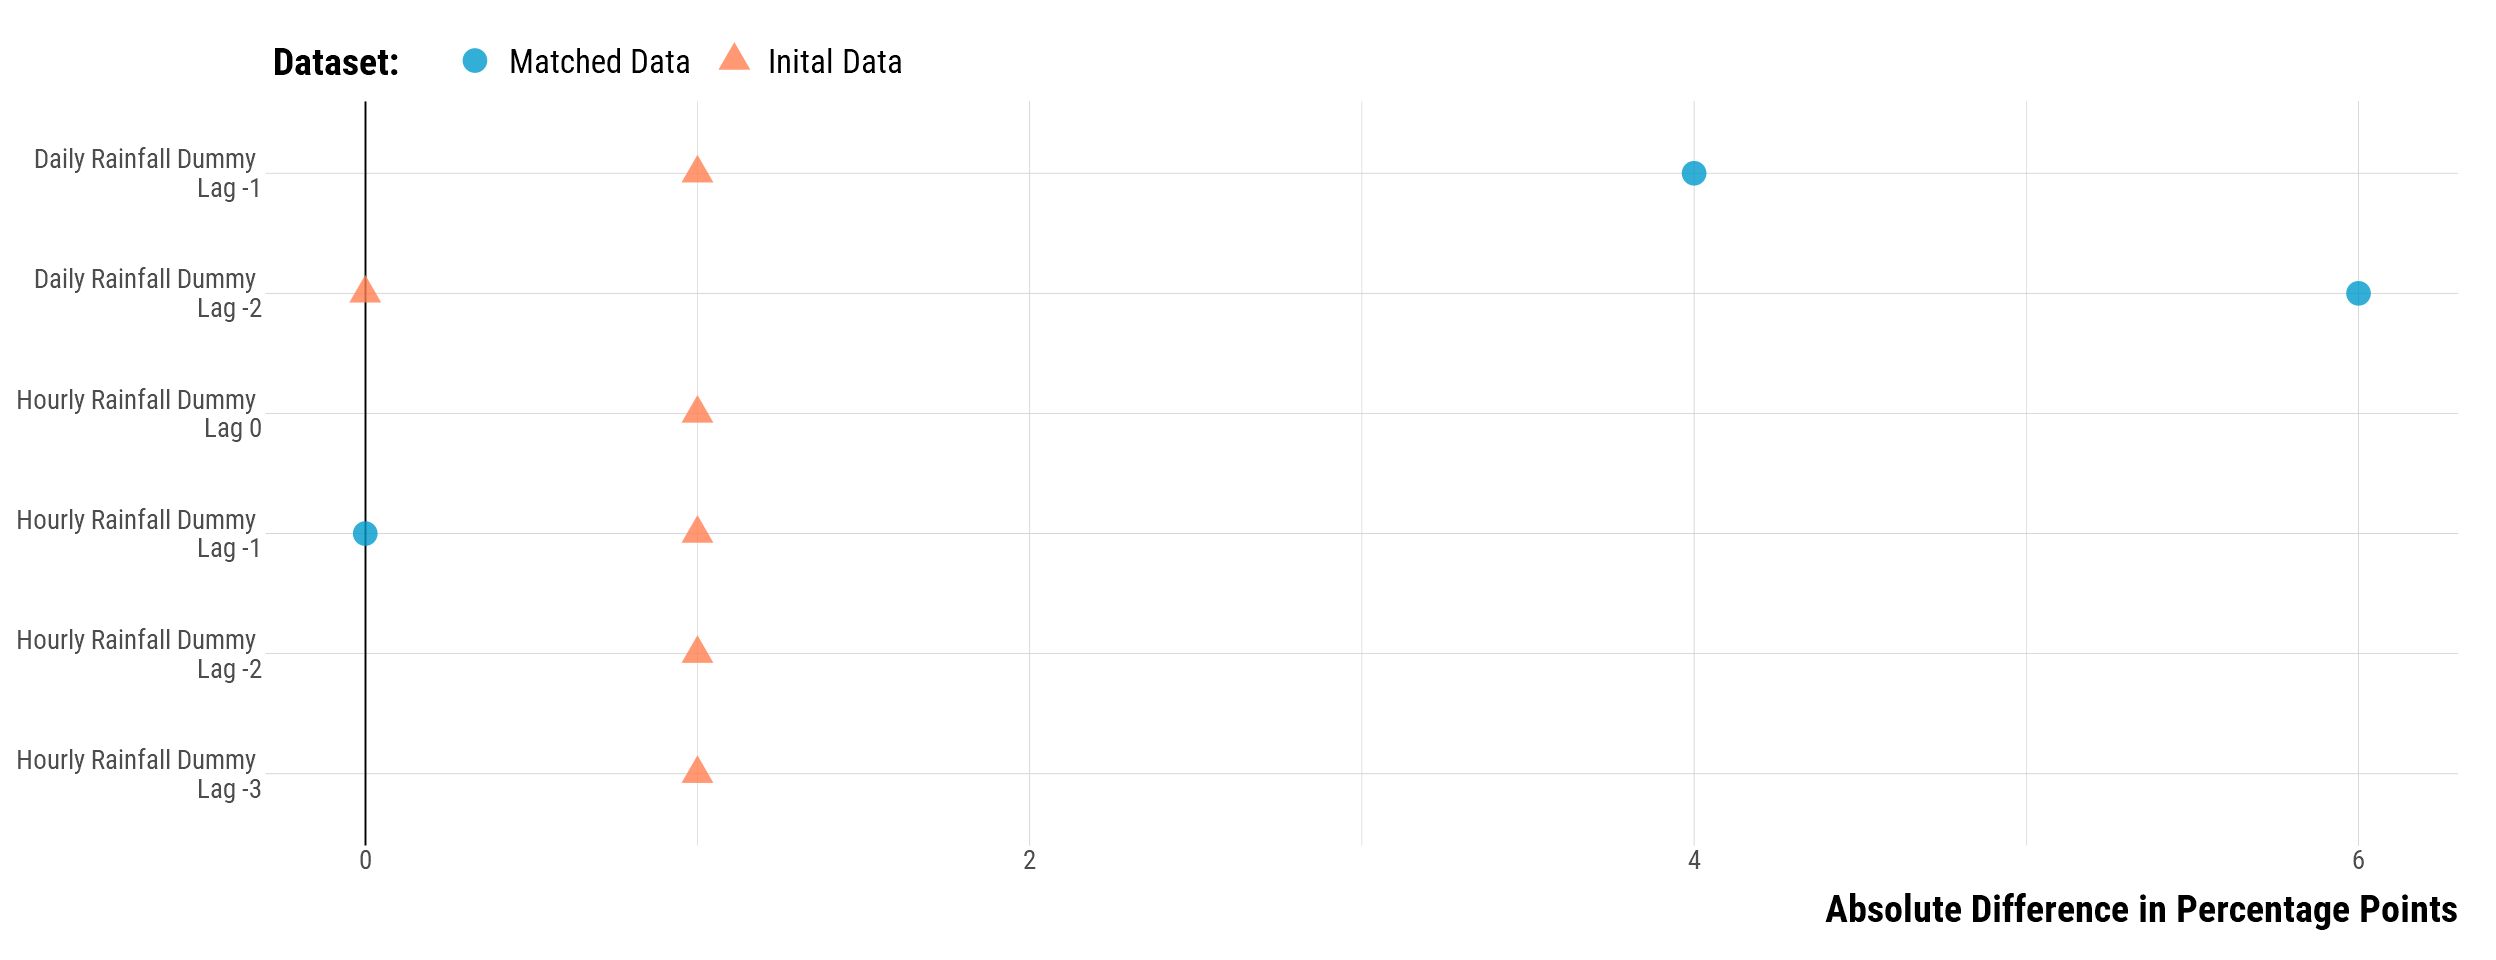 Dataset: Matched Data Inital Data
Daily Rainfall Dummy
Lag -1
Daily Rainfall Dummy
Lag -2
Hourly Rainfall Dummy
Lag 0
Hourly Rainfall Dummy
Lag -1
Hourly Rainfall Dummy
Lag -2
Hourly Rainfall Dummy
Lag -3
0 2 4 6
Absolute Difference in Percentage Points